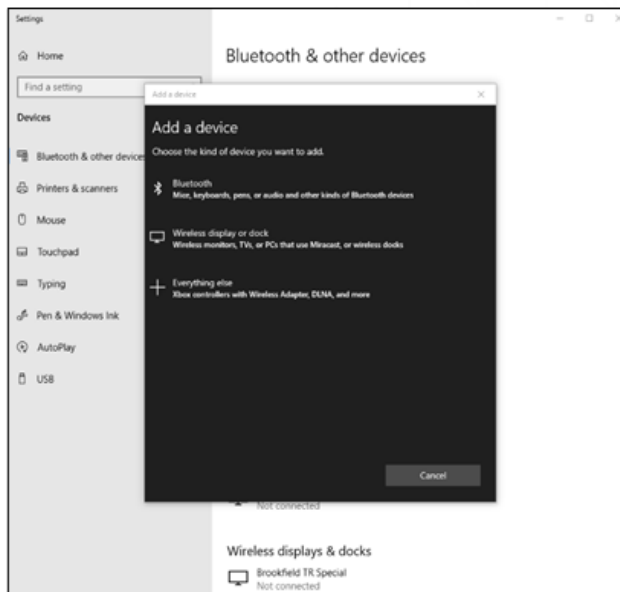 Settings
Home
Find a setting
Devices
Bluetooth & other device
Printers & scanners
Mouse
Touchpad
Typing
Pen & Windows Ink
AutoPlay
USB
Bluetooth & other devices
Add a device
Add a device
Choose the kind of device you want to add.
Bluetooth
Mice, keyboards, pens, or audio and other kinds of Bluetooth devices
Wireless display or dock
Wireless monitors, TVs, or PCs that use Miracast, or wireless docks
Everything else
Xbox controllers with Wireless Adapter, DLNA, and more
Cancel
Not connected
Wireless displays & docks
Brookfield TR Special
Not connected